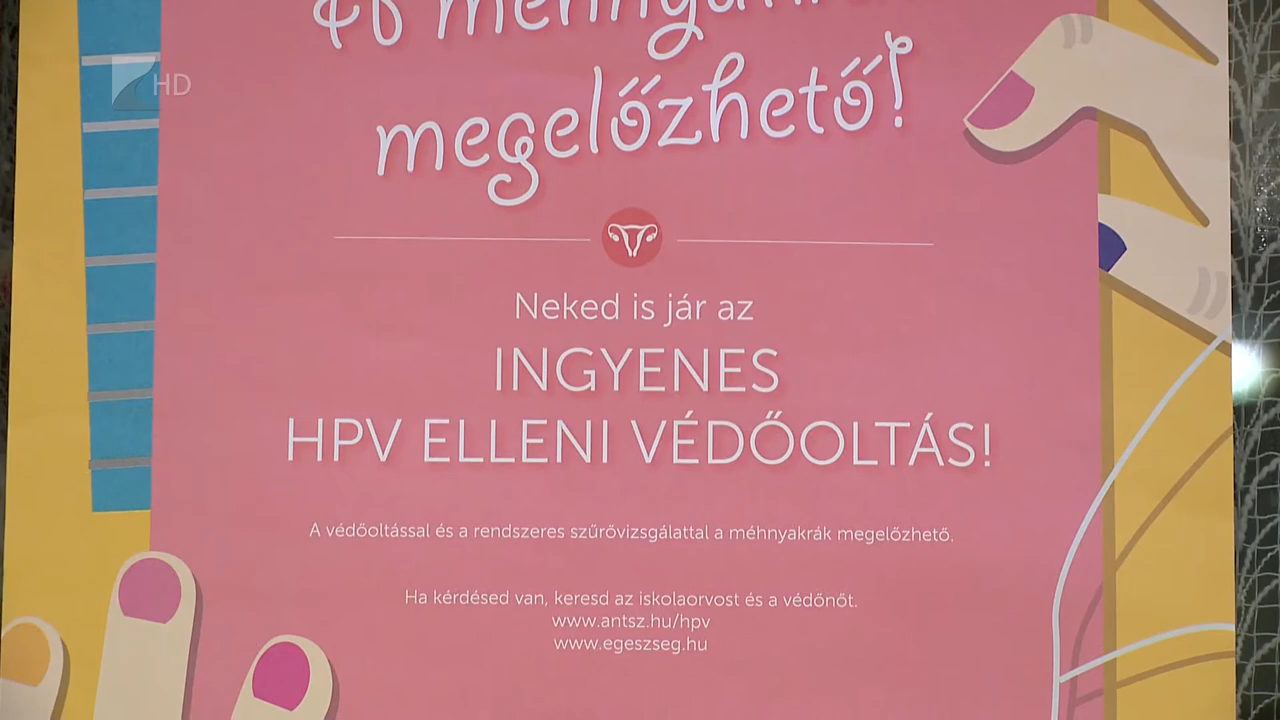 HD
megelőzhető!
Neked is jár az
INGYENES
HPV ELLENI VÉDŐOLTÁS!
A védőoltással és a rendszeres szűrővizsgálattal a méhnyakrák megelőzhető.
Ha kérdésed van, keresd az iskolaorvost és a védőnőt.
www.antsz.hu/hpv
www.egeszseg.hu